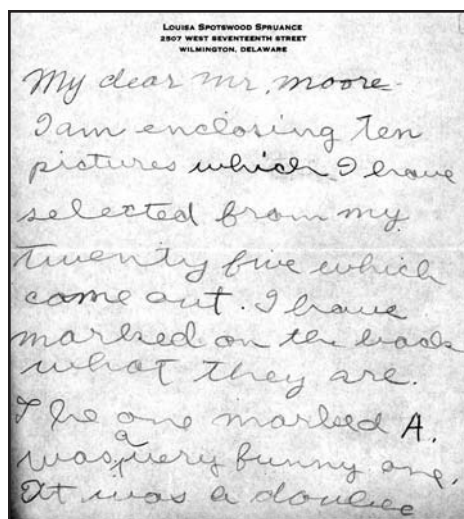 LOUISA SPOTSWOOD SPRUANCE
2507 WEST SEVENTEENTH STREET
WILMINGTON, DELAWARE
My dear Mr. Moore-
I am enclosing ten
pictures which I have
selected from my
twenty five which
came out. I have
marked on the back
what they are.
The one marked A.
was a very funny one.
It was a double